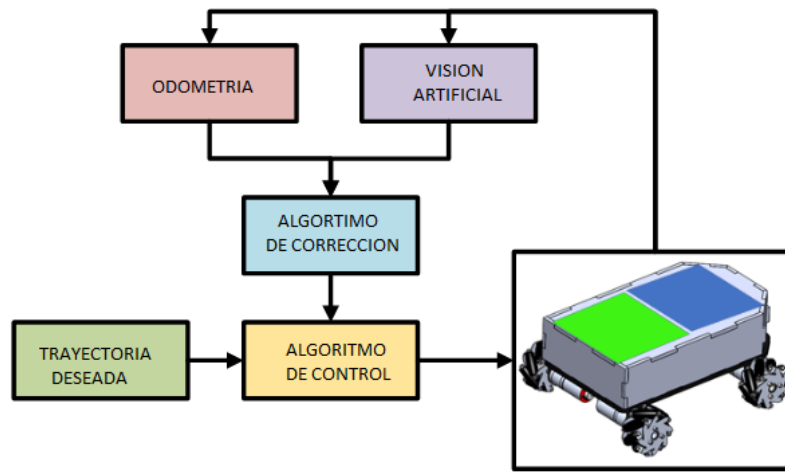 ODOMETRIA
VISION
ARTIFICIAL
ALGORTIMO
DE CORRECCION
TRAYECTORIA
DESEADA
ALGORITMO
DE CONTROL